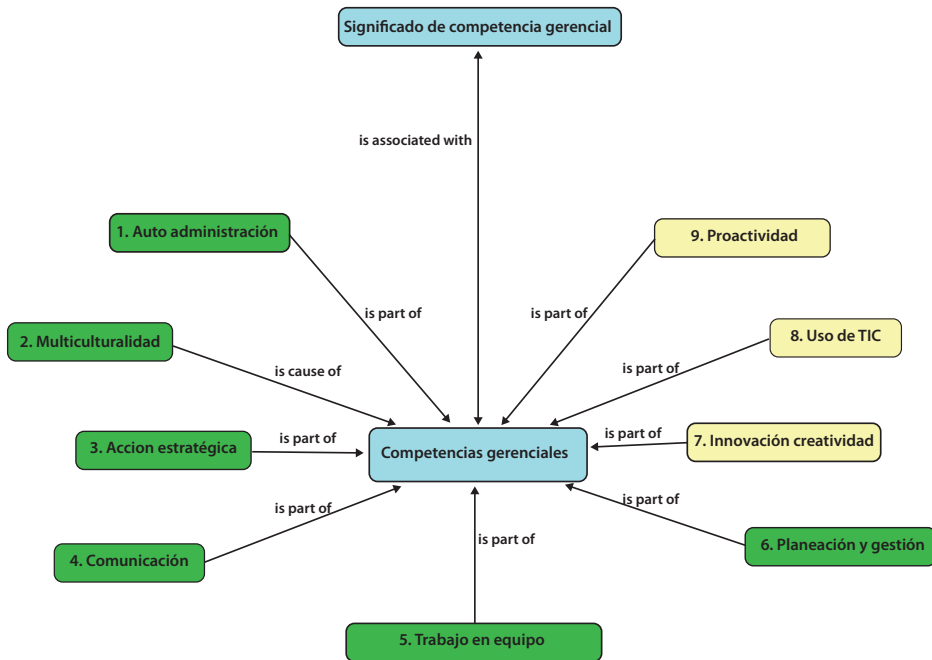 Significado de competencia gerencial
is associated with
1. Auto administración
9. Proactividad
is part of
is part of
2. Multiculturalidad
8. Uso de TIC
is cause of
is part of
3. Accion estratégica
is part of
Competencias gerenciales
is part of
7. Innovación creatividad
is part of
is part of
4. Comunicación
is part of
6. Planeación y gestión
5. Trabajo en equipo